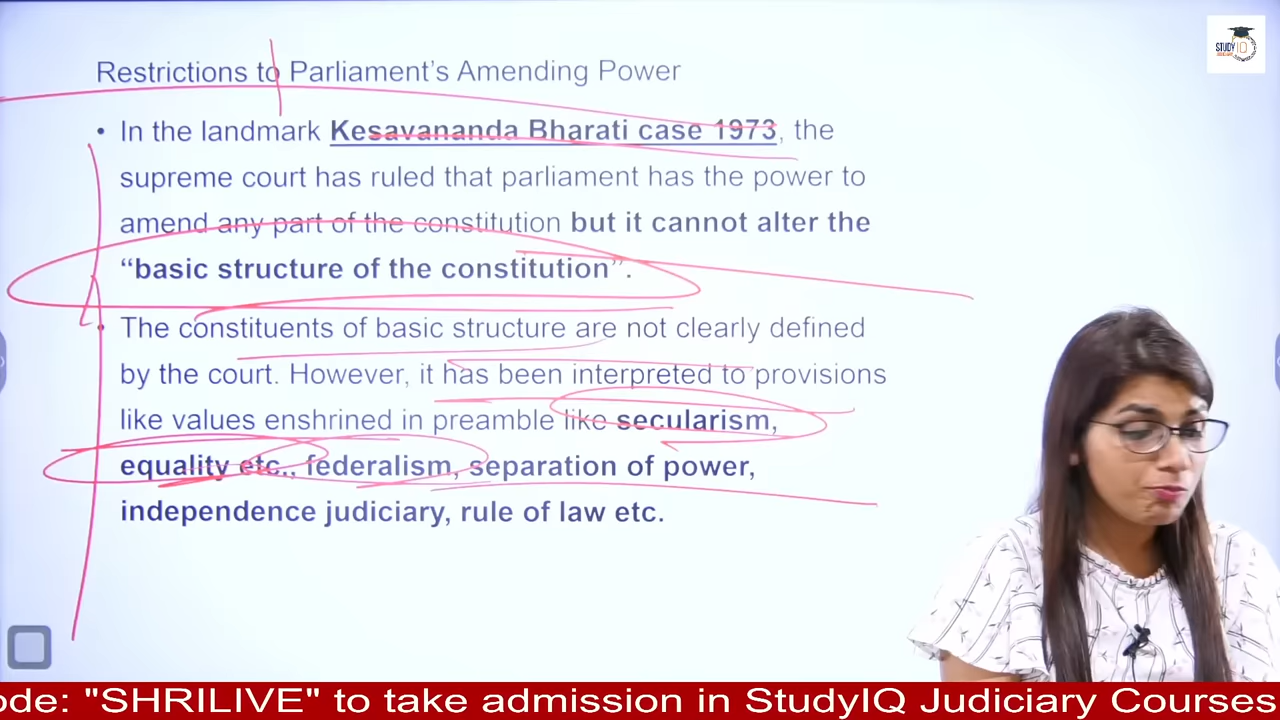 STUDY IQ
Restrictions to Parliament's Amending Power
• In the landmark Kesavananda Bharati case 1973, the
supreme court has ruled that parliament has the power to
amend any part of the constitution but it cannot alter the
“basic structure of the constitution”.
• The constituents of basic structure are not clearly defined
by the court. However, it has been interpreted to provisions
like values enshrined in preamble like secularism,
equality etc., federalism, separation of power,
independence judiciary, rule of law etc.
ode: "SHRILIVE" to take admission in StudyIQ Judiciary Courses